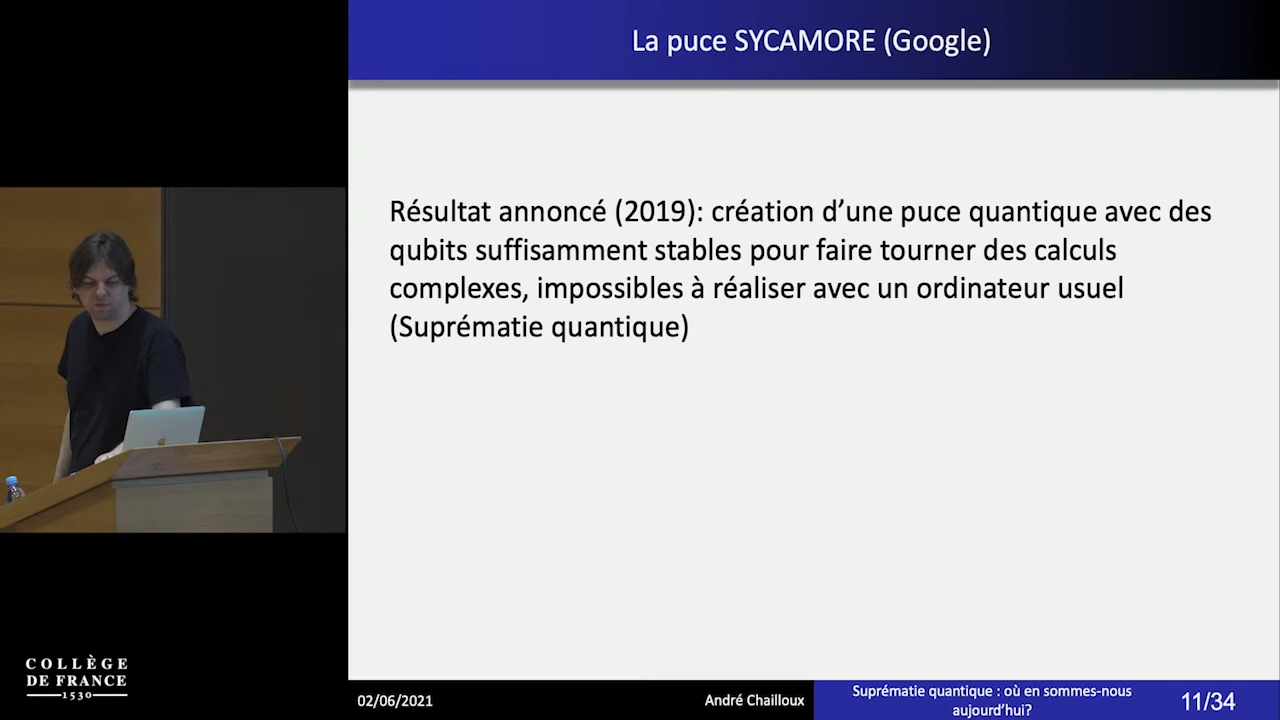 La puce SYCAMORE (Google)
Résultat annoncé (2019): création d’une puce quantique avec des
qubits suffisamment stables pour faire tourner des calculs
complexes, impossibles à réaliser avec un ordinateur usuel
(Suprématie quantique)
COLLÈGE
DE FRANCE
1530
02/06/2021
André Chailloux
Suprématie quantique : où en sommes-nous
aujourd’hui?
11/34